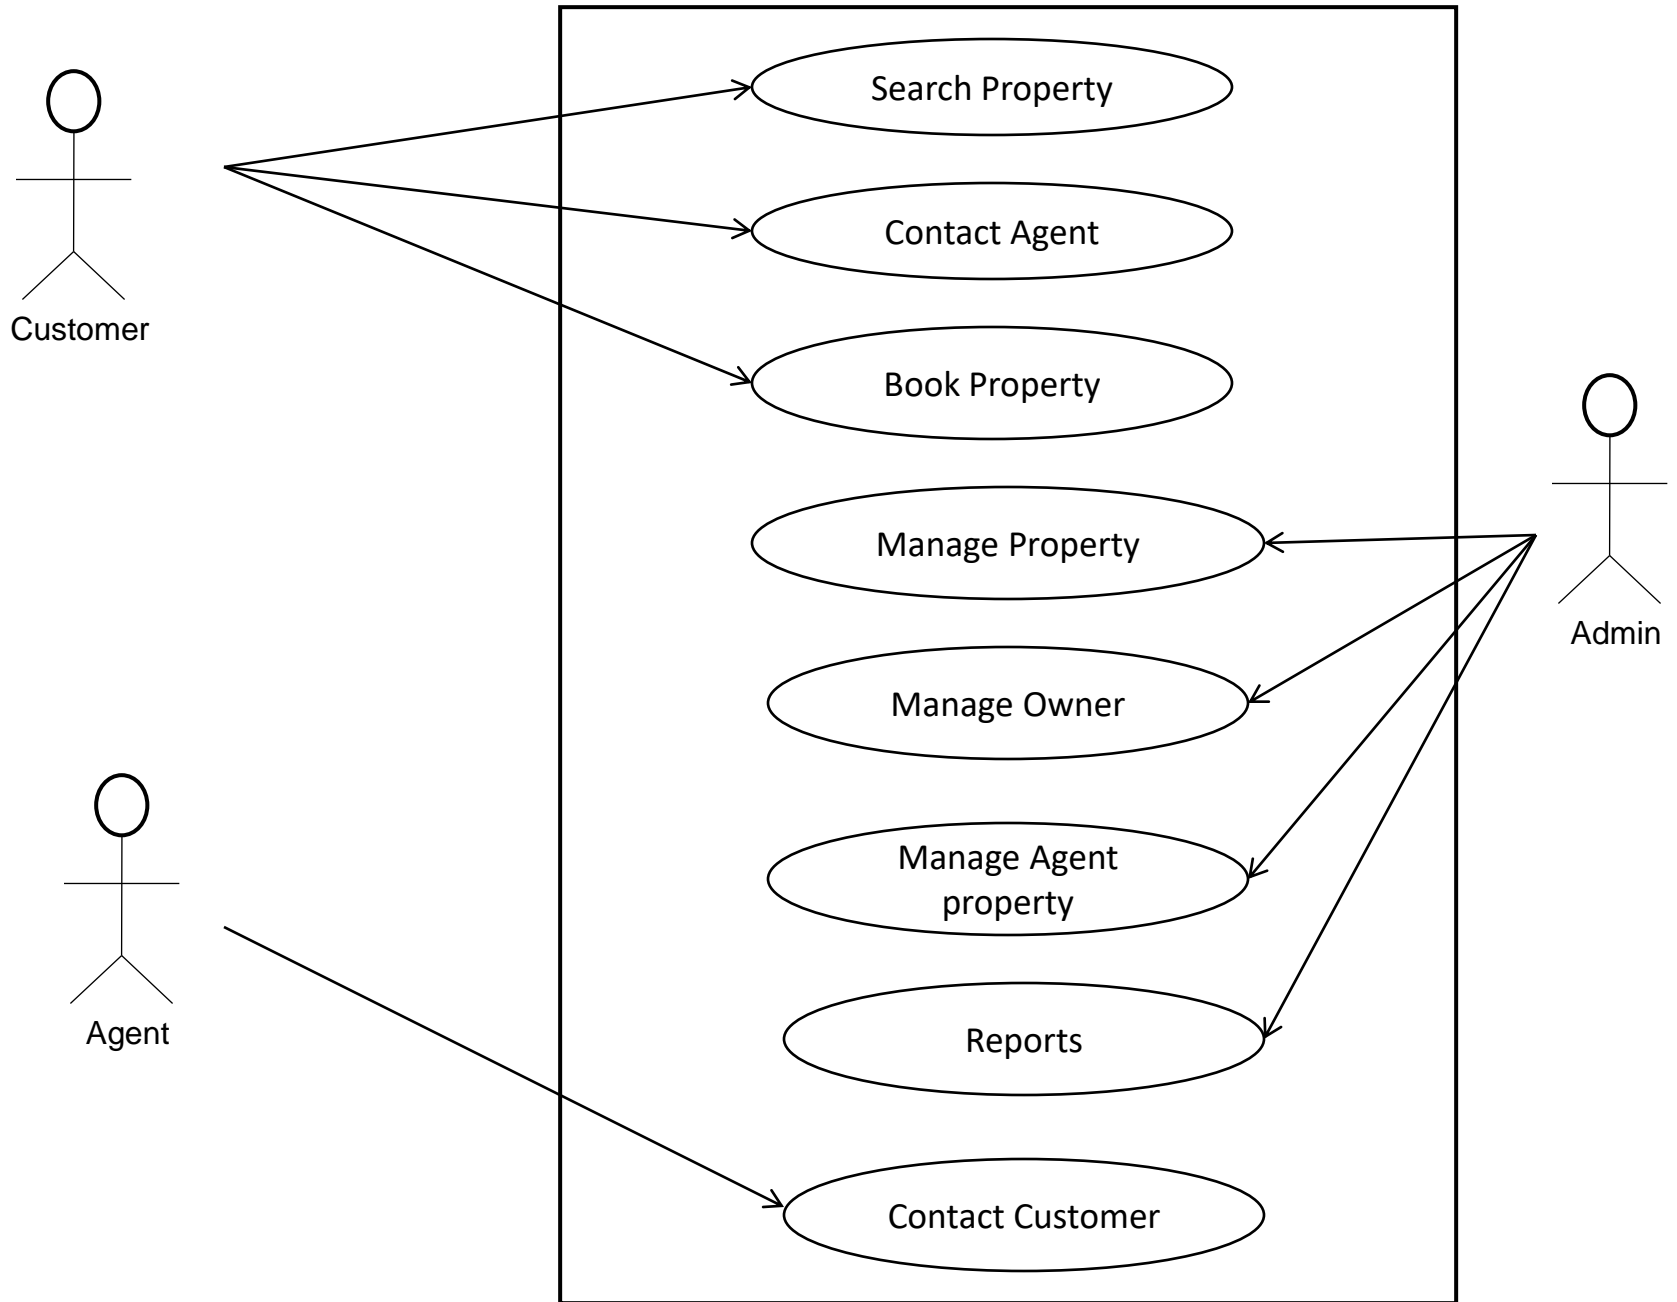 Search Property
Contact Agent
Customer
Book Property
Manage Property
Admin
Manage Owner
Manage Agent
property
Agent
Reports
Contact Customer